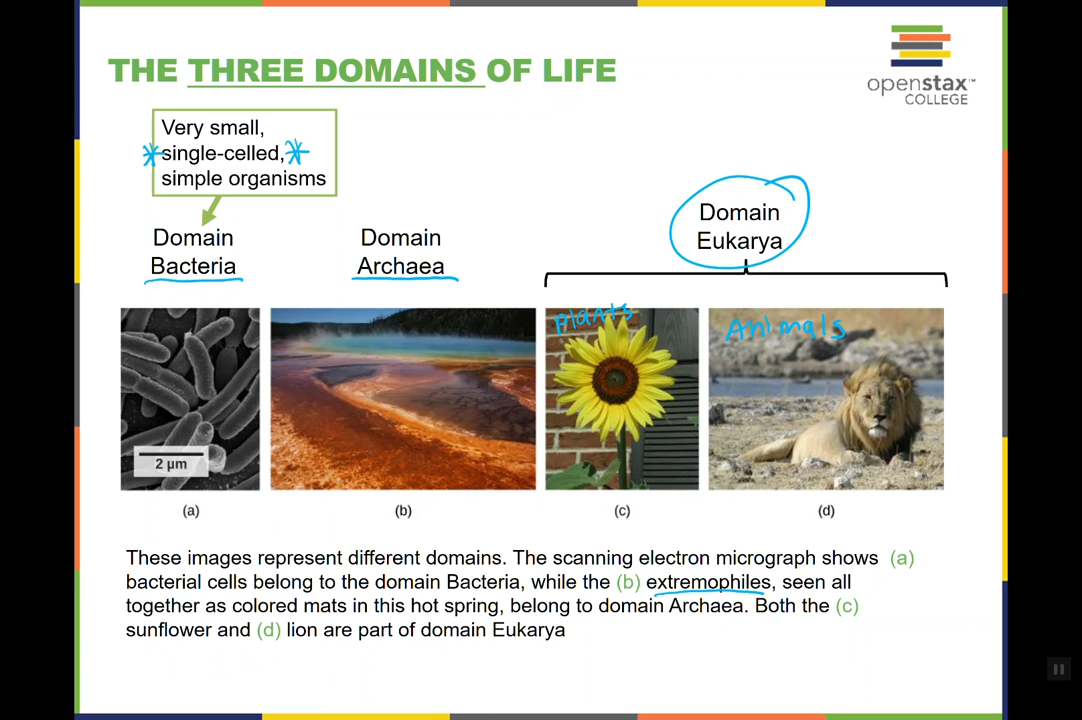 THE THREE DOMAINS OF LIFE
openstax™
COLLEGE
Very small,
single-celled,
simple organisms
Domain
Bacteria
Domain
Archaea
Domain
Eukarya
plants
Animals
2 µm
(a)
(b)
(c)
(d)
These images represent different domains. The scanning electron micrograph shows (a)
bacterial cells belong to the domain Bacteria, while the (b) extremophiles, seen all
together as colored mats in this hot spring, belong to domain Archaea. Both the (c)
sunflower and (d) lion are part of domain Eukarya